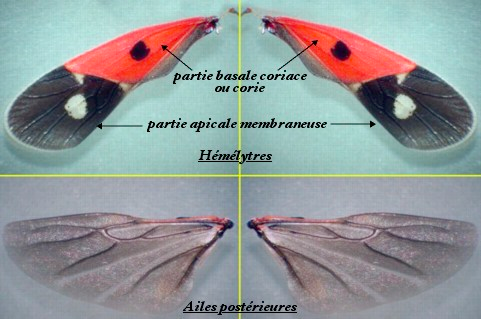 partie basale coriace
ou corie
partie apicale membraneuse
Hémélytres
Ailes postérieures